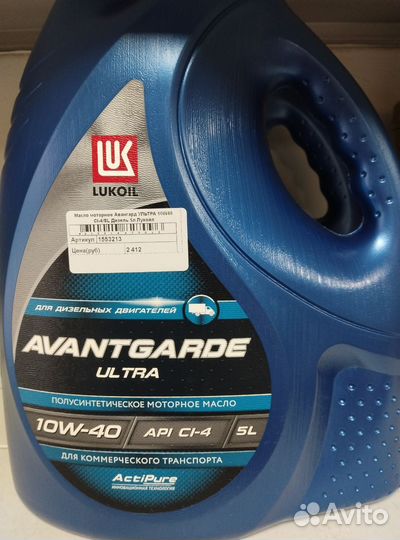 LUK
LUKOIL
Масло моторное Авангард УЛЬТРА
CI-4/SL Дизель 5л Лукойл
Артикул 1553213
Цена(руб) 2 412
ДЛЯ ДИЗЕЛЬНЫХ ДВИГАТЕЛЕЙ
AVANTGARDE
ULTRA
ПОЛУСИНТЕТИЧЕСКОЕ МОТОРНОЕ МАСЛО
10W-40 API CI-4 5L
ДЛЯ КОММЕРЧЕСКОГО ТРАНСПОРТА
ActiPure
ИННОВАЦИОННАЯ ТЕХНОЛОГИЯ
Avito